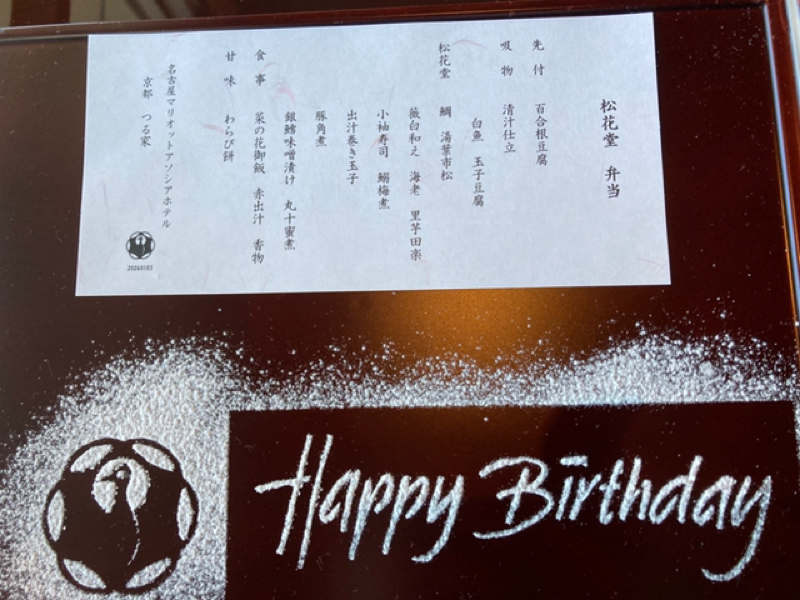 松花堂 弁当
先付 百合根豆腐
吸物 清汁仕立
白魚 玉子豆腐
松花堂 鯛 湯葉市松
薇白和え 海老 里芋田楽
小袖寿司 鰯梅煮
出汁巻き玉子
豚角煮
銀鱈味噌漬け 丸十蜜煮
食事 菜の花御飯 赤出汁 香物
甘味 わらび餅
名古屋マリオットアソシアホテル
京都 つる家
20260103
Happy Birthday